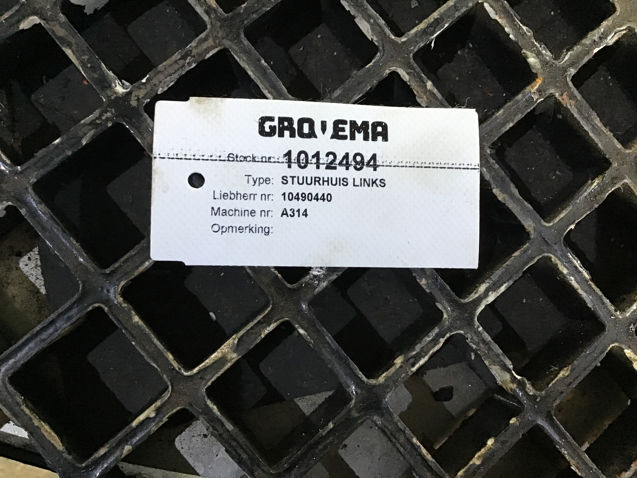 GROVEMA
Stock nr: 1012494
Type: STUURHUIS LINKS
Liebherr nr: 10490440
Machine nr: A314
Opmerking: